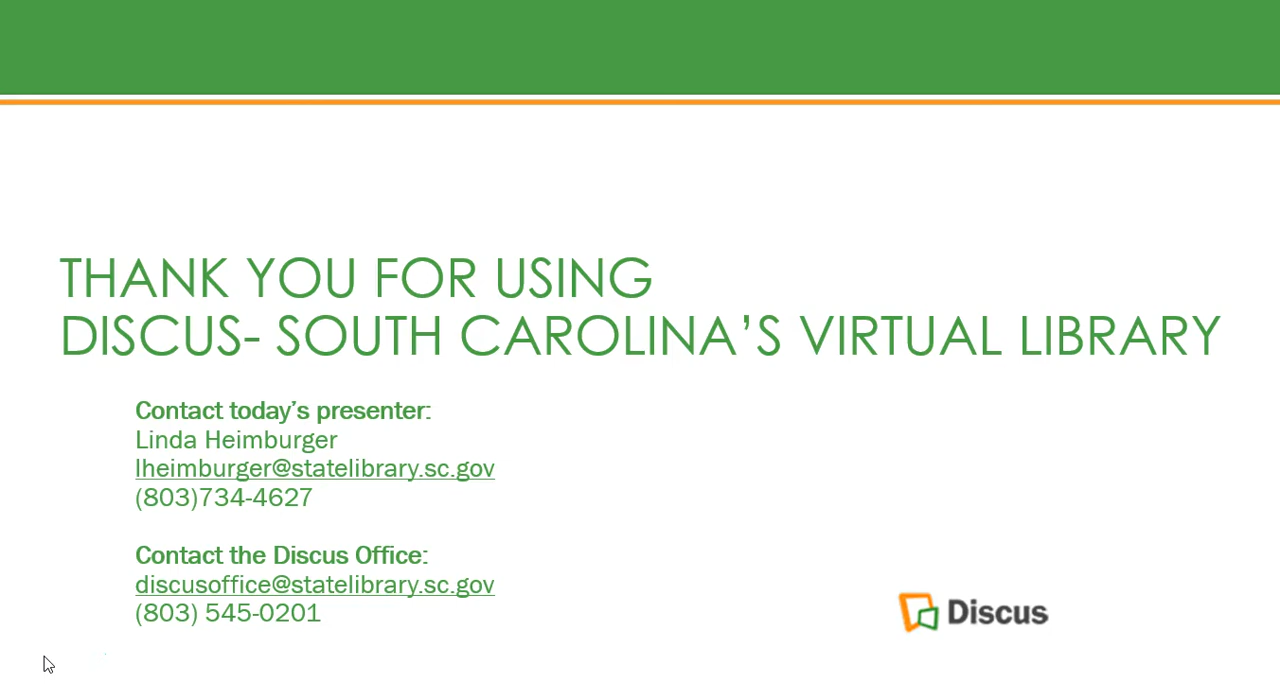 THANK YOU FOR USING
DISCUS- SOUTH CAROLINA’S VIRTUAL LIBRARY
Contact today’s presenter:
Linda Heimburger
lheimburger@statelibrary.sc.gov
(803)734-4627
Contact the Discus Office:
discusoffice@statelibrary.sc.gov
(803) 545-0201
Discus